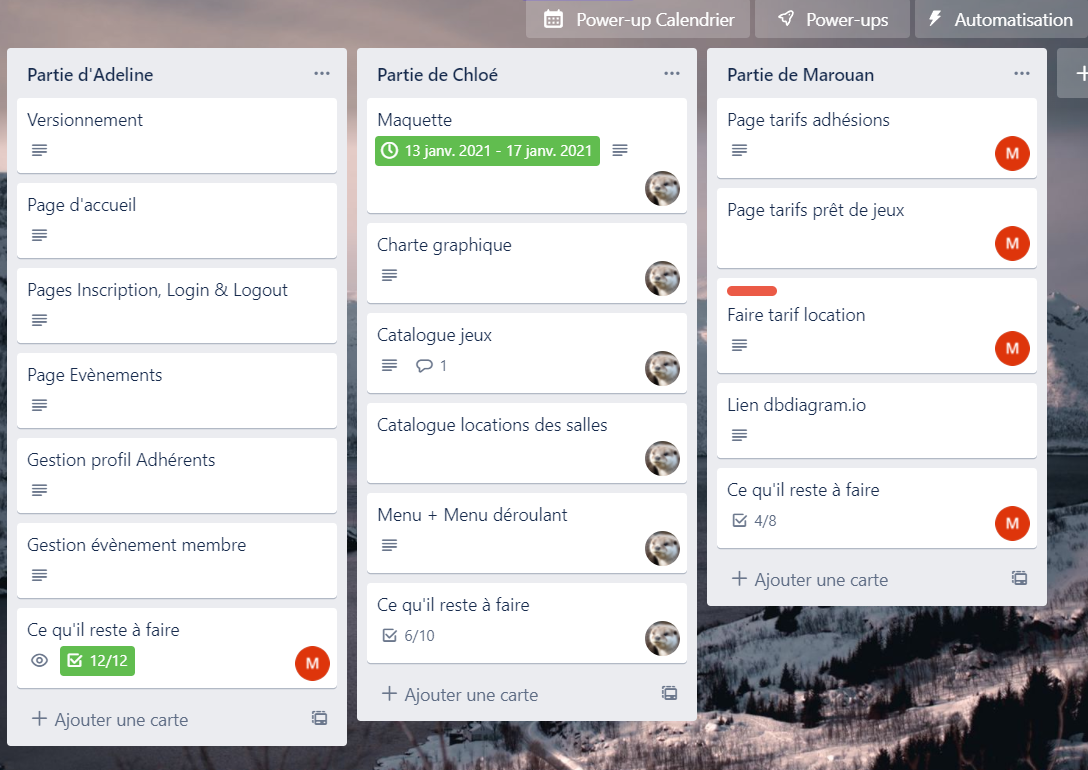 Power-up Calendrier
Power-ups
Automatisation
Partie d'Adeline
Versionnement
Page d'accueil
Pages Inscription, Login & Logout
Page Evènements
Gestion profil Adhérents
Gestion évènement membre
Ce qu'il reste à faire
12/12
M
Ajouter une carte
Partie de Chloé
Maquette
13 janv. 2021 - 17 janv. 2021
Charte graphique
Catalogue jeux
1
Catalogue locations des salles
Menu + Menu déroulant
Ce qu'il reste à faire
6/10
Ajouter une carte
Partie de Marouan
Page tarifs adhésions
M
Page tarifs prêt de jeux
M
Faire tarif location
M
Lien dbdiagram.io
Ce qu'il reste à faire
4/8
M
Ajouter une carte